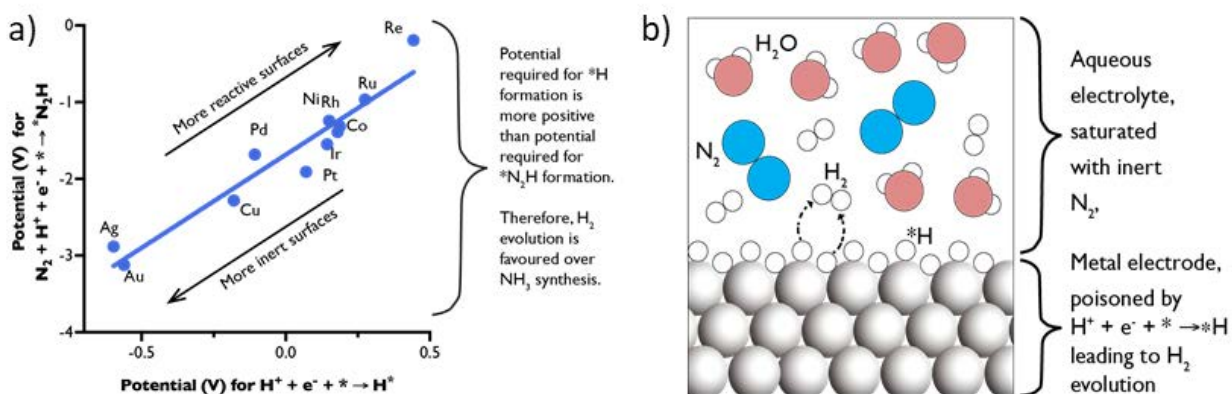 a)
Potential (V) for
N₂ + H⁺ + e⁻ + * → *N₂H
0
-1
-2
-3
-4
-0.5
0.0
0.5
Potential (V) for H⁺ + e⁻ + * → H*
More reactive surfaces
More inert surfaces
Re
Ru
Ni
Rh
Co
Pd
Ir
Pt
Cu
Ag
Au
Potential
required for *H
formation is
more positive
than potential
required for
*N₂H formation.
Therefore, H₂
evolution is
favoured over
NH₃ synthesis.
b)
H₂O
N₂
H₂
*H
Aqueous
electrolyte,
saturated
with inert
N₂,
Metal electrode,
poisoned by
H⁺ + e⁻ + * → *H
leading to H₂
evolution